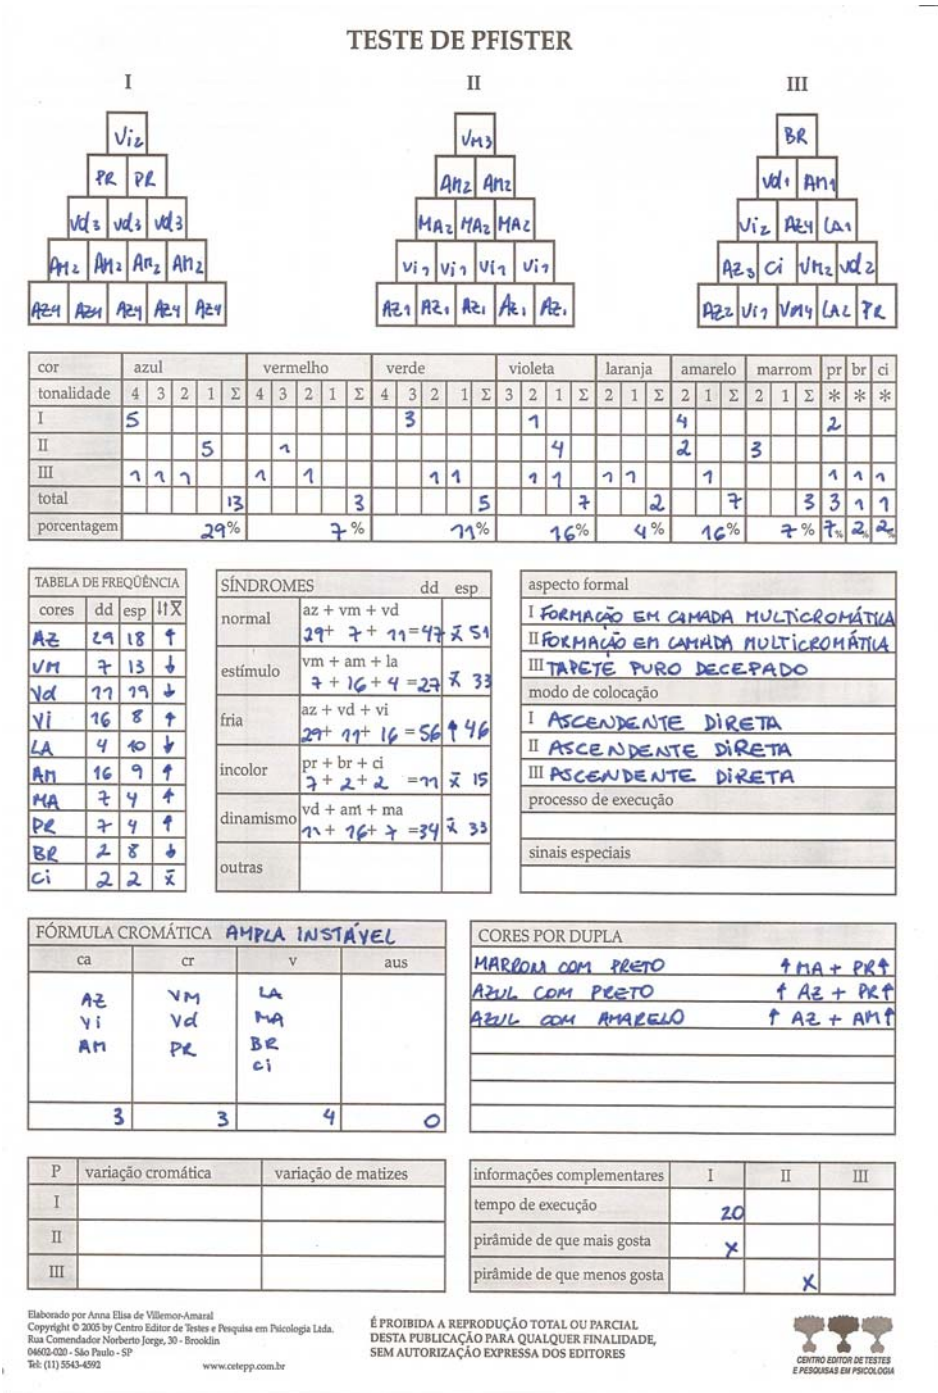 TESTE DE PFISTER
I II III
Vi2 VM3 BR
PR PR AM2 AM2 Vd1 AM1
Vd3 Vd3 Vd3 MA2 MA2 MA2 Vi2 AZ4 LA1
AM2 AM2 AM2 AM2 Vi1 Vi1 Vi1 Vi1 AZ3 Ci VM2 Vd2
AZ4 AZ4 AZ4 AZ4 AZ4 AZ1 AZ1 AZ1 AZ1 AZ1 AZ2 Vi1 VM4 LA2 PR
cor azul vermelho verde violeta laranja amarelo marrom pr br ci
tonalidade 4 3 2 1 Σ 4 3 2 1 Σ 4 3 2 1 Σ 3 2 1 Σ 2 1 Σ 2 1 Σ 2 1 Σ * * *
I 5 3 1 4 2
II 5 1 4 2 3
III 1 1 1 1 1 1 1 1 1 1 1 1 1 1 1
total 13 3 5 7 2 7 3 3 1 1
porcentagem 29% 7% 11% 16% 4% 16% 7% 7% 2% 2%
TABELA DE FREQÜÊNCIA
cores dd esp ↓↑X̄
AZ 29 18 ↑
VM 7 13 ↓
Vd 11 19 ↓
Vi 16 8 ↑
LA 4 10 ↓
AM 16 9 ↑
MA 7 4 ↑
PR 7 4 ↑
BR 2 8 ↓
Ci 2 2 x̄
SÍNDROMES dd esp
normal az + vm + vd
29+ 7 + 11 =47 x̄ 51
estímulo vm + am + la
7 + 16 + 4 =27 x̄ 33
fria az + vd + vi
29+ 11+ 16 =56 ↑ 46
incolor pr + br + ci
7 + 2 + 2 =11 x̄ 15
dinamismo vd + am + ma
11 + 16 + 7 =34 x̄ 33
outras
aspecto formal
I FORMAÇÃO EM CAMADA MULTICROMÁTICA
II FORMAÇÃO EM CAMADA MULTICROMÁTICA
III TAPETE PURO DECEPADO
modo de colocação
I ASCENDENTE DIRETA
II ASCENDENTE DIRETA
III ASCENDENTE DIRETA
processo de execução
sinais especiais
FÓRMULA CROMÁTICA AMPLA INSTÁVEL
ca cr v aus
AZ VM LA
Vi Vd MA
AM PR BR
Ci
3 3 4 0
CORES POR DUPLA
MARROM COM PRETO ↑ MA + PR↑
AZUL COM PRETO ↑ AZ + PR↑
AZUL COM AMARELO ↑ AZ + AM↑
P variação cromática variação de matizes
I
II
III
informações complementares I II III
tempo de execução 20
pirâmide de que mais gosta X
pirâmide de que menos gosta X
Elaborado por Anna Elisa de Villemor-Amaral
Copyright © 2005 by Centro Editor de Testes e Pesquisa em Psicologia Ltda.
Rua Comendador Norberto Jorge, 30 - Brooklin
04602-020 - São Paulo - SP
Tel: (11) 5543-4592 www.cetepp.com.br
É PROIBIDA A REPRODUÇÃO TOTAL OU PARCIAL
DESTA PUBLICAÇÃO PARA QUALQUER FINALIDADE,
SEM AUTORIZAÇÃO EXPRESSA DOS EDITORES
CENTRO EDITOR DE TESTES
E PESQUISAS EM PSICOLOGIA